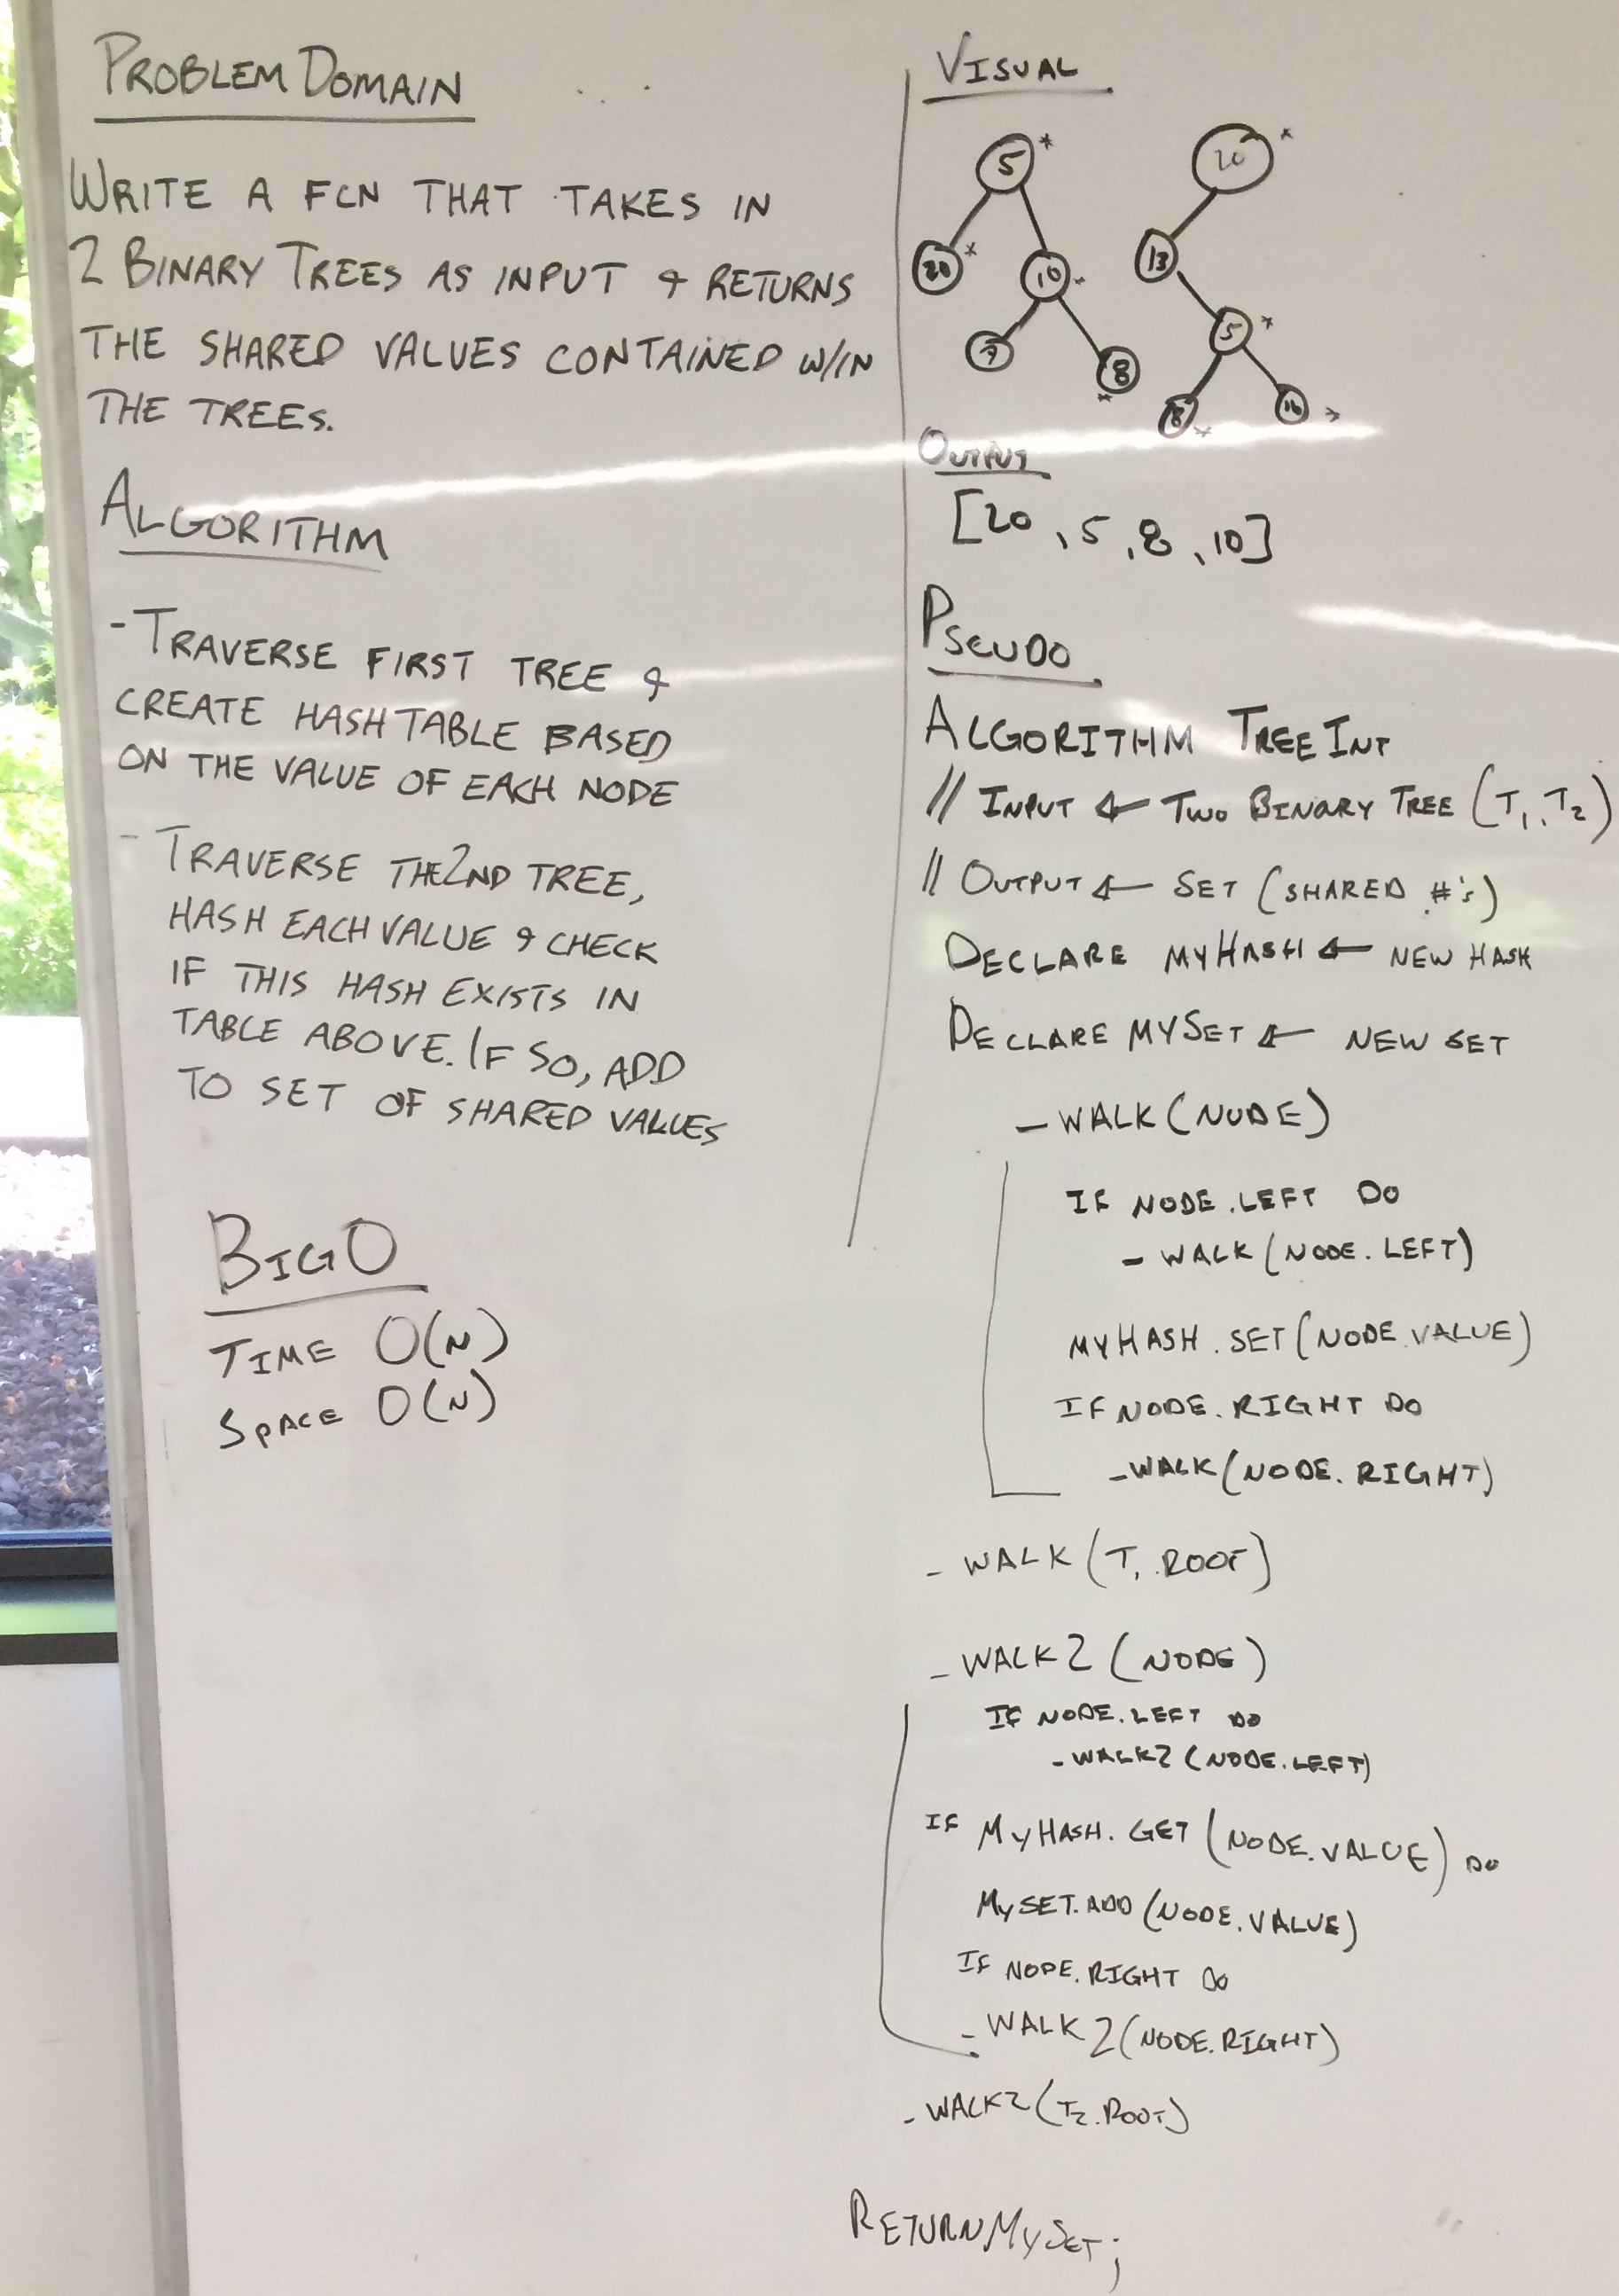 PROBLEM DOMAIN
WRITE A FCN THAT TAKES IN
2 BINARY TREES AS INPUT & RETURNS
THE SHARED VALUES CONTAINED W/IN
THE TREES.
ALGORITHM
- TRAVERSE FIRST TREE &
CREATE HASH TABLE BASED
ON THE VALUE OF EACH NODE
- TRAVERSE THE 2ND TREE,
HASH EACH VALUE & CHECK
IF THIS HASH EXISTS IN
TABLE ABOVE. IF SO, ADD
TO SET OF SHARED VALUES
BIG O
TIME O(N)
SPACE O(N)
VISUAL
5 *
20 *
20 *
10 *
13
7
8 *
5 *
8 *
10 *
OUTPUT
[20, 5, 8, 10]
PSEUDO
ALGORITHM TREEINT
// INPUT ← TWO BINARY TREE (T1, T2)
// OUTPUT ← SET (SHARED #'s)
DECLARE MYHASH ← NEW HASH
DECLARE MYSET ← NEW SET
_WALK(NODE)
IF NODE.LEFT DO
_WALK(NODE.LEFT)
MYHASH.SET(NODE.VALUE)
IF NODE.RIGHT DO
_WALK(NODE.RIGHT)
_WALK(T1.ROOT)
_WALK2(NODE)
IF NODE.LEFT DO
_WALK2(NODE.LEFT)
IF MYHASH.GET(NODE.VALUE) DO
MYSET.ADD(NODE.VALUE)
IF NODE.RIGHT DO
_WALK2(NODE.RIGHT)
_WALK2(T2.ROOT)
RETURN MYSET;